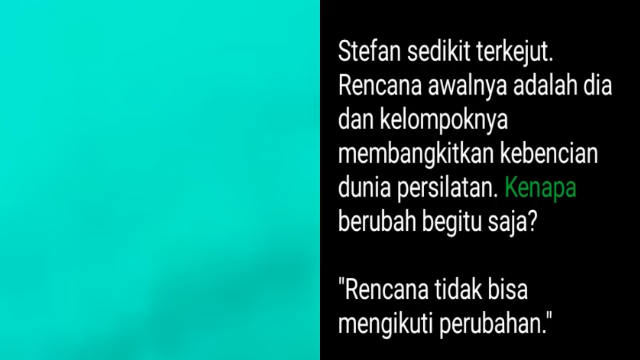 Stefan sedikit terkejut.
Rencana awalnya adalah dia
dan kelompoknya
membangkitkan kebencian
dunia persilatan. Kenapa
berubah begitu saja?
"Rencana tidak bisa
mengikuti perubahan."